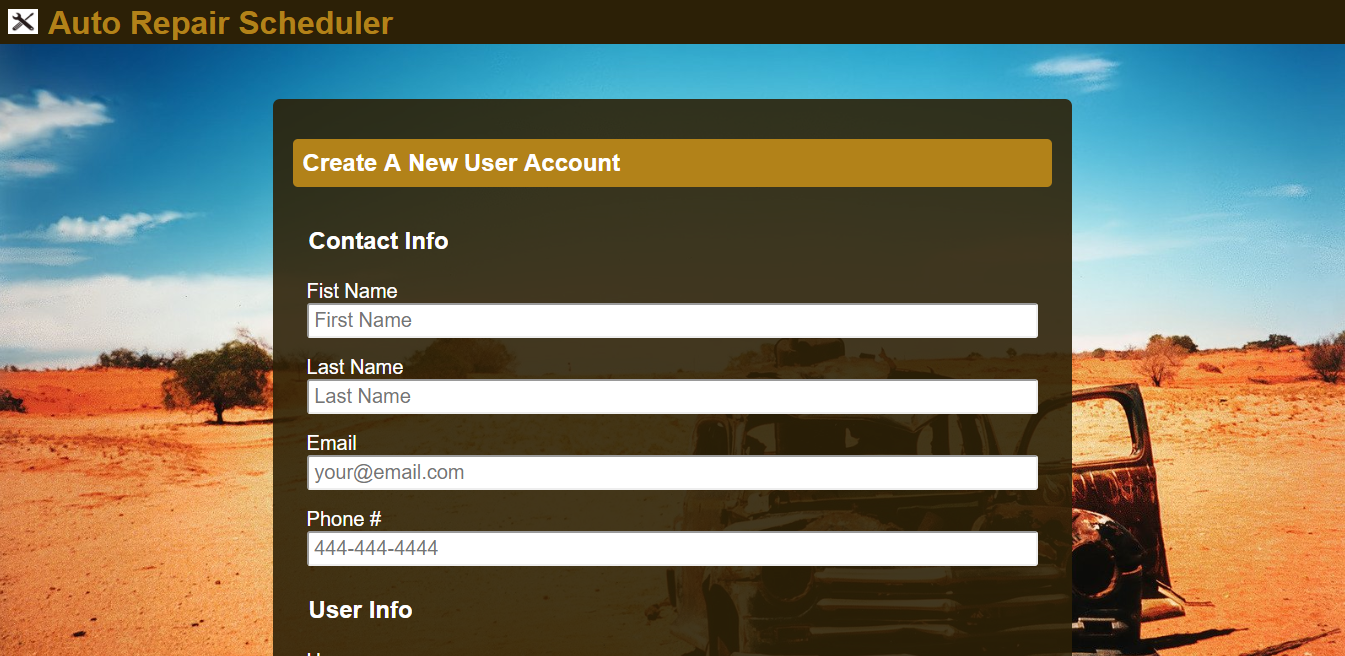 Auto Repair Scheduler
Create A New User Account
Contact Info
Fist Name
First Name
Last Name
Last Name
Email
your@email.com
Phone #
444-444-4444
User Info